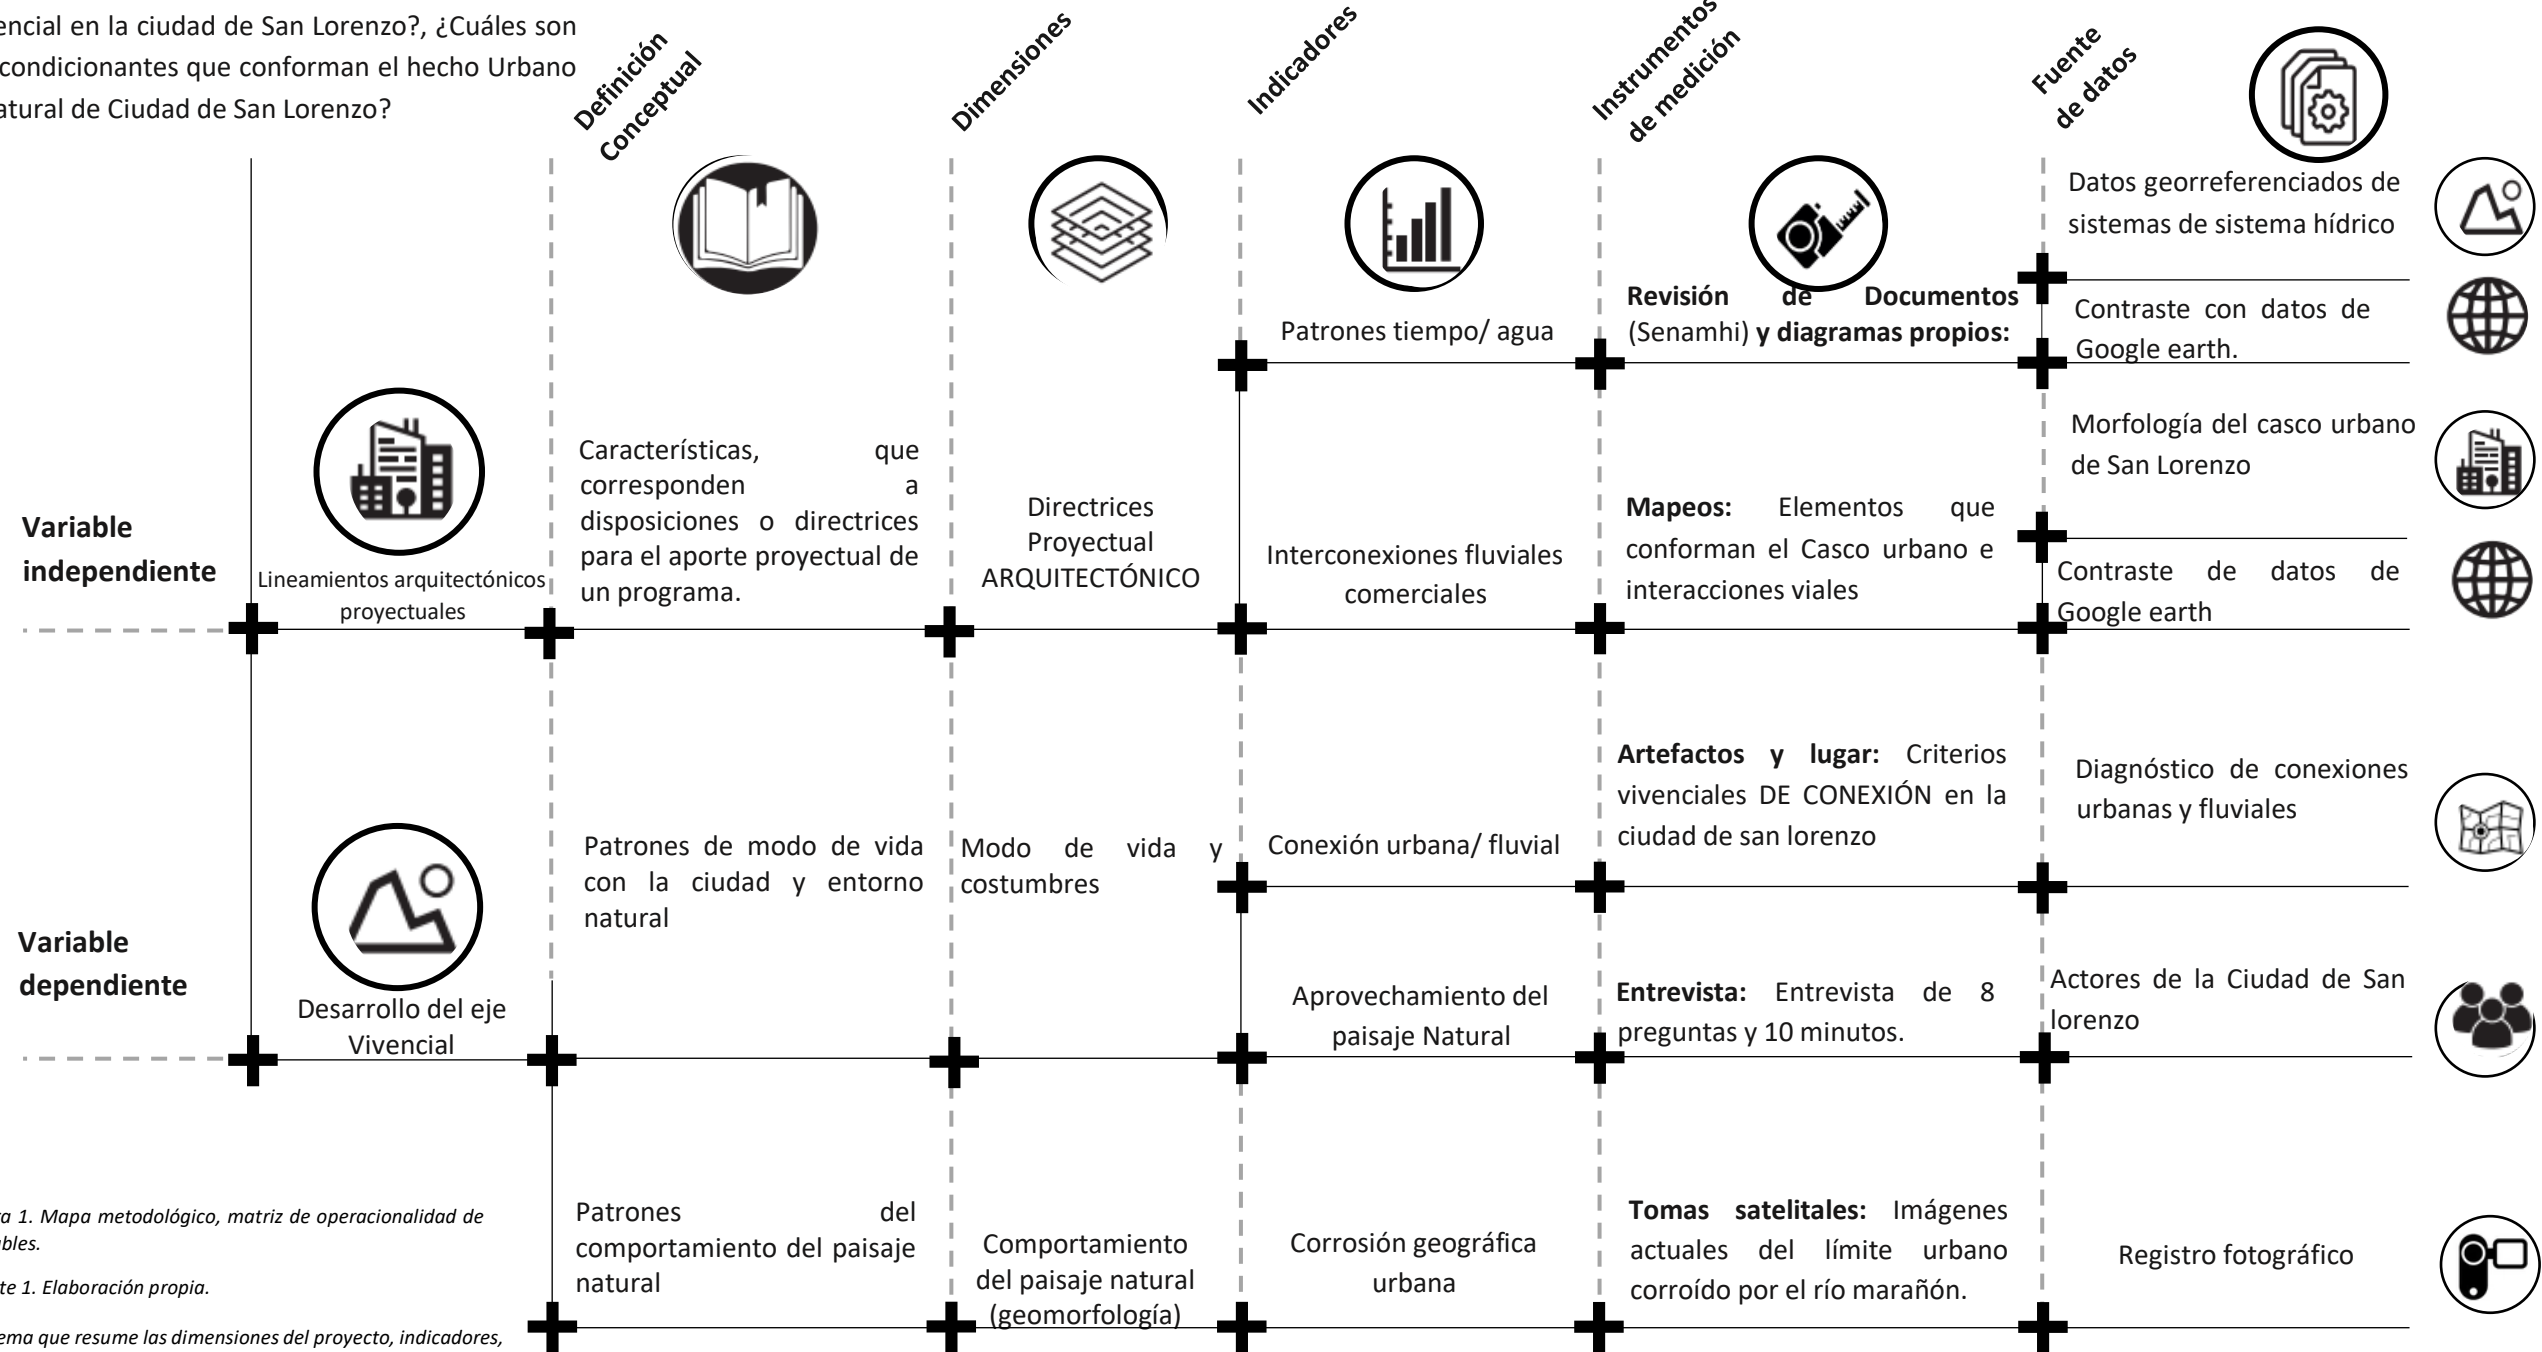 encial en la ciudad de San Lorenzo?, ¿Cuáles son
condicionantes que conforman el hecho Urbano
atural de Ciudad de San Lorenzo?
Definición
Conceptual
Dimensiones
Indicadores
Instrumentos
de medición
Fuente
de datos
Variable
independiente
Lineamientos arquitectónicos
proyectuales
Características, que
corresponden a
disposiciones o directrices
para el aporte proyectual de
un programa.
Directrices
Proyectual
ARQUITECTÓNICO
Patrones tiempo/ agua
Revisión de Documentos
(Senamhi) y diagramas propios:
Datos georreferenciados de
sistemas de sistema hídrico
Contraste con datos de
Google earth.
Interconexiones fluviales
comerciales
Mapeos: Elementos que
conforman el Casco urbano e
interacciones viales
Morfología del casco urbano
de San Lorenzo
Contraste de datos de
Google earth
Variable
dependiente
Desarrollo del eje
Vivencial
Patrones de modo de vida
con la ciudad y entorno
natural
Modo de vida y
costumbres
Conexión urbana/ fluvial
Artefactos y lugar: Criterios
vivenciales DE CONEXIÓN en la
ciudad de san lorenzo
Diagnóstico de conexiones
urbanas y fluviales
Aprovechamiento del
paisaje Natural
Entrevista: Entrevista de 8
preguntas y 10 minutos.
Actores de la Ciudad de San
lorenzo
Patrones del
comportamiento del paisaje
natural
Comportamiento
del paisaje natural
(geomorfología)
Corrosión geográfica
urbana
Tomas satelitales: Imágenes
actuales del límite urbano
corroído por el río marañón.
Registro fotográfico
ra 1. Mapa metodológico, matriz de operacionalidad de
bles.
te 1. Elaboración propia.
ema que resume las dimensiones del proyecto, indicadores,